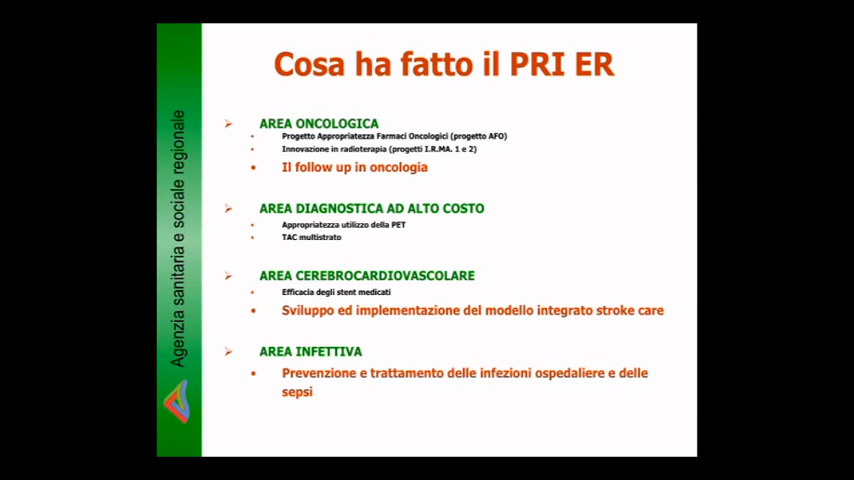 Cosa ha fatto il PRI ER
Agenzia sanitaria e sociale regionale
AREA ONCOLOGICA
Progetto Appropriatezza Farmaci Oncologici (progetto AFO)
Innovazione in radioterapia (progetti I.R.MA. 1 e 2)
Il follow up in oncologia
AREA DIAGNOSTICA AD ALTO COSTO
Appropriatezza utilizzo della PET
TAC multistrato
AREA CEREBROCARDIOVASCOLARE
Efficacia degli stent medicati
Sviluppo ed implementazione del modello integrato stroke care
AREA INFETTIVA
Prevenzione e trattamento delle infezioni ospedaliere e delle
sepsi